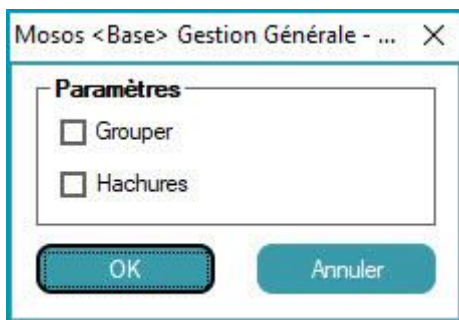 Mosos <Base> Gestion Générale - ...
Paramètres
Grouper
Hachures
OK Annuler